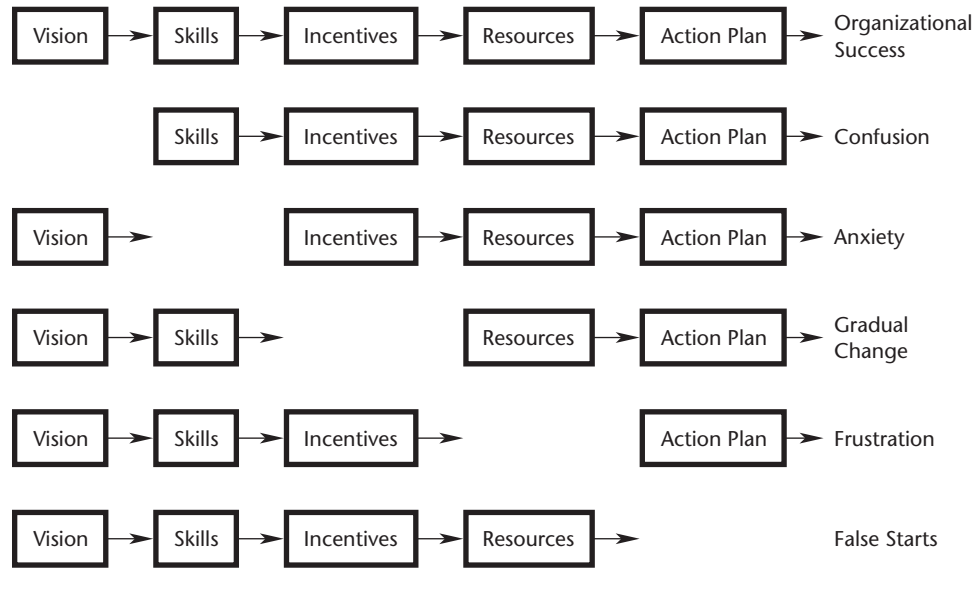 Vision Skills Incentives Resources Action Plan Organizational
Success
Skills Incentives Resources Action Plan Confusion
Vision Incentives Resources Action Plan Anxiety
Vision Skills Resources Action Plan Gradual
Change
Vision Skills Incentives Action Plan Frustration
Vision Skills Incentives Resources False Starts